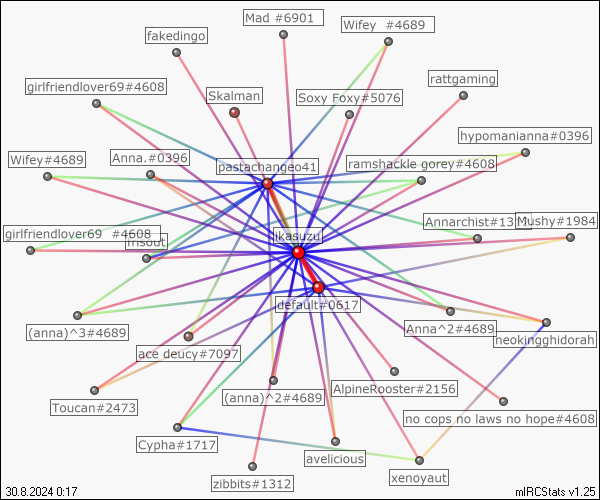 Mad #6901
Wifey  #4689
fakedingo
rattgaming
girlfriendlover69#4608
Skalman
Soxy Foxy#5076
hypomanianna#0396
Wifey#4689
Anna.#0396
pastachangeo41
ramshackle gorey#4608
Annarchist#13
Mushy#1984
girlfriendlover69  #4608
ikasuzu
default#0617
(anna)^3#4689
Anna^2#4689
neokingghidorah
ace deucy#7097
AlpineRooster#2156
Toucan#2473
(anna)^2#4689
no cops no laws no hope#4608
Cypha#1717
avelicious
zibbits#1312
xenoyaut
30.8.2024 0:17
mIRCStats v1.25